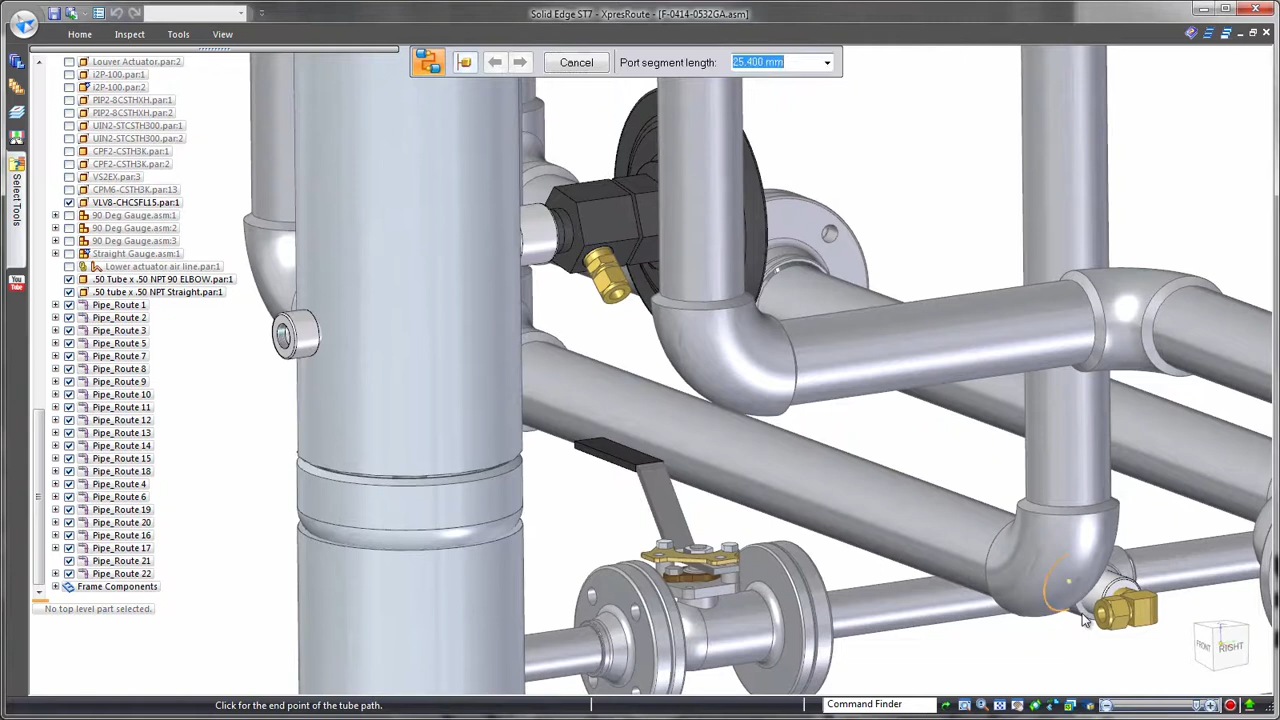 Solid Edge ST7 - XpresRoute - [F-0414-0532GA.asm]
Home Inspect Tools View
Cancel Port segment length: 25.400 mm
Louver Actuator.par:2
i2P-100.par:1
i2P-100.par:2
PIP2-8CSTHXH.par:1
PIP2-8CSTHXH.par:2
UIN2-STCSTH300.par:1
UIN2-STCSTH300.par:2
CPF2-CSTH3K.par:1
CPF2-CSTH3K.par:2
VS2EX.par:3
CPM6-CSTH3K.par:13
VLV8-CHCSFL15.par:1
90 Deg Gauge.asm:1
90 Deg Gauge.asm:2
90 Deg Gauge.asm:3
Straight Gauge.asm:1
Lower actuator air line.par:1
.50 Tube x .50 NPT 90 ELBOW.par:1
.50 tube x .50 NPT Straight.par:1
Pipe_Route 1
Pipe_Route 2
Pipe_Route 3
Pipe_Route 5
Pipe_Route 7
Pipe_Route 8
Pipe_Route 9
Pipe_Route 10
Pipe_Route 11
Pipe_Route 12
Pipe_Route 13
Pipe_Route 14
Pipe_Route 15
Pipe_Route 18
Pipe_Route 4
Pipe_Route 6
Pipe_Route 19
Pipe_Route 20
Pipe_Route 16
Pipe_Route 17
Pipe_Route 21
Pipe_Route 22
Frame Components
No top level part selected.
Select Tools
You Tube
FRONT RIGHT
Click for the end point of the tube path.
Command Finder